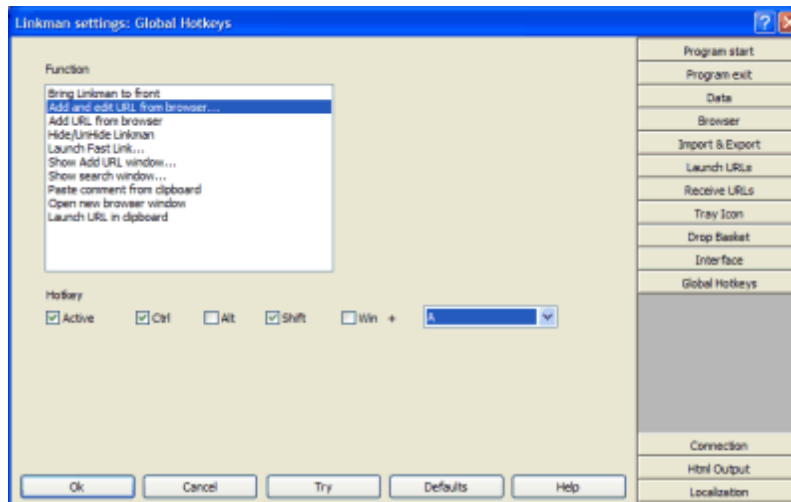 Linkman settings: Global Hotkeys
Function
Bring Linkman to front
Add and edit URL from browser...
Add URL from browser
Hide/UnHide Linkman
Launch Fast Link...
Show Add URL window...
Show search window...
Paste comment from clipboard
Open new browser window
Launch URL in clipboard
Hotkey
Active Ctrl Alt Shift Win + A
Ok Cancel Try Defaults Help
Program start
Program exit
Data
Browser
Import & Export
Launch URLs
Receive URLs
Tray Icon
Drop Basket
Interface
Global Hotkeys
Connection
Html Output
Localization